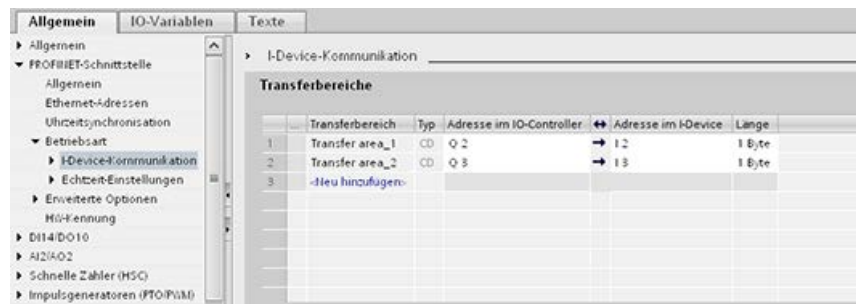 Allgemein IO-Variablen Texte
Allgemein
PROFINET-Schnittstelle
Allgemein
Ethernet-Adressen
Uhrzeitsynchronisation
Betriebsart
I-Device-Kommunikation
Echtzeit-Einstellungen
Erweiterte Optionen
HW-Kennung
DI14/DO10
AI2/AO2
Schnelle Zähler (HSC)
Impulsgeneratoren (PTO/PWM)
I-Device-Kommunikation
Transferbereiche
... Transferbereich Typ Adresse im IO-Controller ↔ Adresse im I-Device Länge
1 Transfer area_1 CD Q 2 → I 2 1 Byte
2 Transfer area_2 CD Q 3 → I 3 1 Byte
3 <Neu hinzufügen>